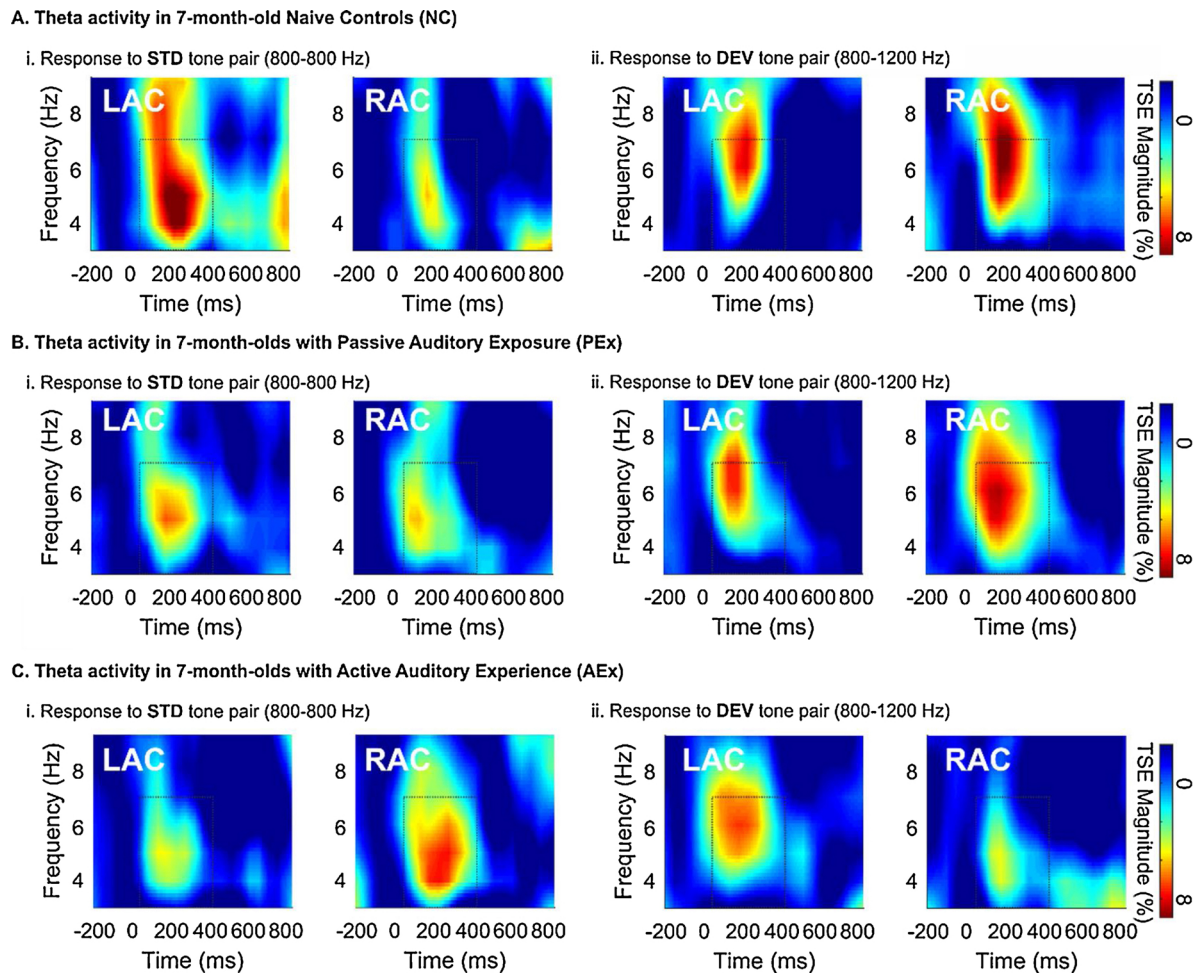 A. Theta activity in 7-month-old Naive Controls (NC)
i. Response to STD tone pair (800-800 Hz)
ii. Response to DEV tone pair (800-1200 Hz)
LAC
RAC
LAC
RAC
Frequency (Hz)
8
6
4
8
6
4
Frequency (Hz)
8
6
4
8
6
4
TSE Magnitude (%)
0
8
-200 0 200 400 600 800
-200 0 200 400 600 800
-200 0 200 400 600 800
-200 0 200 400 600 800
Time (ms)
Time (ms)
Time (ms)
Time (ms)
B. Theta activity in 7-month-olds with Passive Auditory Exposure (PEx)
i. Response to STD tone pair (800-800 Hz)
ii. Response to DEV tone pair (800-1200 Hz)
LAC
RAC
LAC
RAC
Frequency (Hz)
8
6
4
8
6
4
Frequency (Hz)
8
6
4
8
6
4
TSE Magnitude (%)
0
8
-200 0 200 400 600 800
-200 0 200 400 600 800
-200 0 200 400 600 800
-200 0 200 400 600 800
Time (ms)
Time (ms)
Time (ms)
Time (ms)
C. Theta activity in 7-month-olds with Active Auditory Experience (AEx)
i. Response to STD tone pair (800-800 Hz)
ii. Response to DEV tone pair (800-1200 Hz)
LAC
RAC
LAC
RAC
Frequency (Hz)
8
6
4
8
6
4
Frequency (Hz)
8
6
4
8
6
4
TSE Magnitude (%)
0
8
-200 0 200 400 600 800
-200 0 200 400 600 800
-200 0 200 400 600 800
-200 0 200 400 600 800
Time (ms)
Time (ms)
Time (ms)
Time (ms)